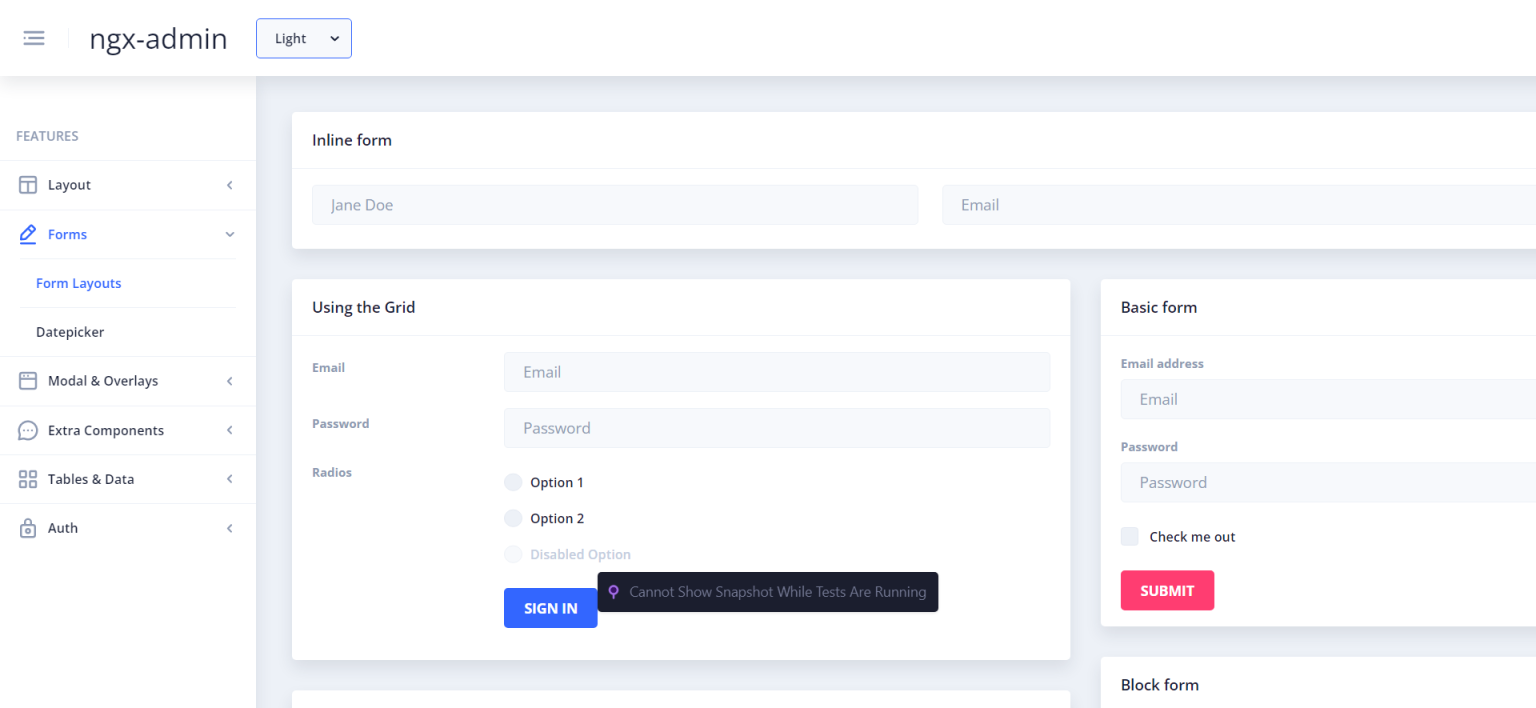 ngx-admin
Light
FEATURES
Layout
Forms
Form Layouts
Datepicker
Modal & Overlays
Extra Components
Tables & Data
Auth
Inline form
Jane Doe
Email
Using the Grid
Email
Email
Password
Password
Radios
Option 1
Option 2
Disabled Option
SIGN IN
Cannot Show Snapshot While Tests Are Running
Basic form
Email address
Email
Password
Password
Check me out
SUBMIT
Block form